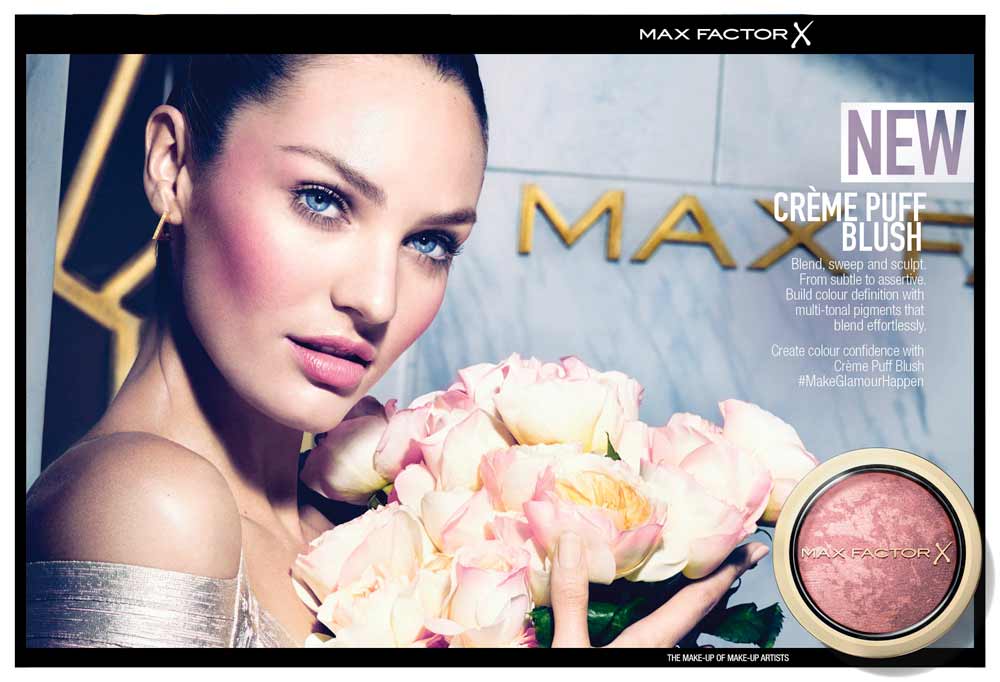 MAX FACTOR X
NEW
MAX FA
CRÈME PUFF
BLUSH
Blend, sweep and sculpt.
From subtle to assertive.
Build colour definition with
multi-tonal pigments that
blend effortlessly.
Create colour confidence with
Crème Puff Blush
#MakeGlamourHappen
MAX FACTOR X
THE MAKE-UP OF MAKE-UP ARTISTS